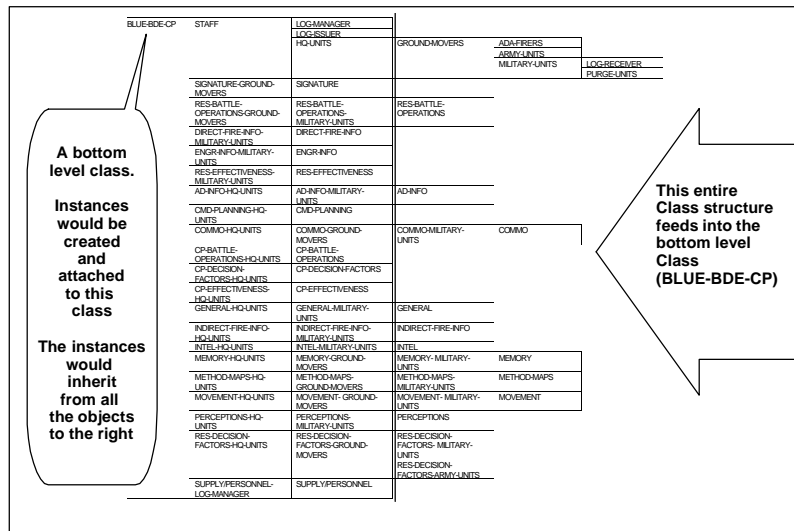 BLUE-BDE-CP STAFF LOG-MANAGER
LOG-ISSUER
HQ-UNITS GROUND-MOVERS ADA-FIRERS
ARMY-UNITS
MILITARY-UNITS LOG-RECEIVER
PURGE-UNITS
SIGNATURE-GROUND- SIGNATURE
MOVERS
RES-BATTLE- RES-BATTLE- RES-BATTLE-
OPERATIONS-GROUND- OPERATIONS- OPERATIONS
MOVERS MILITARY-UNITS
DIRECT-FIRE-INFO- DIRECT-FIRE-INFO
MILITARY-UNITS
ENGR-INFO-MILITARY- ENGR-INFO
UNITS
RES-EFFECTIVENESS- RES-EFFECTIVENESS
MILITARY-UNITS
AD-INFO-HQ-UNITS AD-INFO-MILITARY- AD-INFO
UNITS
CMD-PLANNING-HQ- CMD-PLANNING
UNITS
COMMO-HQ-UNITS COMMO-GROUND- COMMO-MILITARY- COMMO
MOVERS UNITS
CP-BATTLE- CP-BATTLE-
OPERATIONS-HQ-UNITS OPERATIONS
CP-DECISION- CP-DECISION-FACTORS
FACTORS-HQ-UNITS
CP-EFFECTIVENESS- CP-EFFECTIVENESS
HQ-UNITS
GENERAL-HQ-UNITS GENERAL-MILITARY- GENERAL
UNITS
INDIRECT-FIRE-INFO- INDIRECT-FIRE-INFO- INDIRECT-FIRE-INFO
HQ-UNITS MILITARY-UNITS
INTEL-HQ-UNITS INTEL-MILITARY-UNITS INTEL
MEMORY-HQ-UNITS MEMORY-GROUND- MEMORY- MILITARY- MEMORY
MOVERS UNITS
METHOD-MAPS-HQ- METHOD-MAPS- METHOD-MAPS- METHOD-MAPS
UNITS GROUND-MOVERS MILITARY-UNITS
MOVEMENT-HQ-UNITS MOVEMENT- GROUND- MOVEMENT- MILITARY- MOVEMENT
MOVERS UNITS
PERCEPTIONS-HQ- PERCEPTIONS- PERCEPTIONS
UNITS MILITARY-UNITS
RES-DECISION- RES-DECISION- RES-DECISION-
FACTORS-HQ-UNITS FACTORS-GROUND- FACTORS- MILITARY-
MOVERS UNITS
RES-DECISION-
FACTORS-ARMY-UNITS
SUPPLY/PERSONNEL- SUPPLY/PERSONNEL
LOG-MANAGER
A bottom
level class.
Instances
would be
created
and
attached
to this
class
The instances
would
inherit
from all
the objects
to the right
This entire
Class structure
feeds into the
bottom level
Class
(BLUE-BDE-CP)